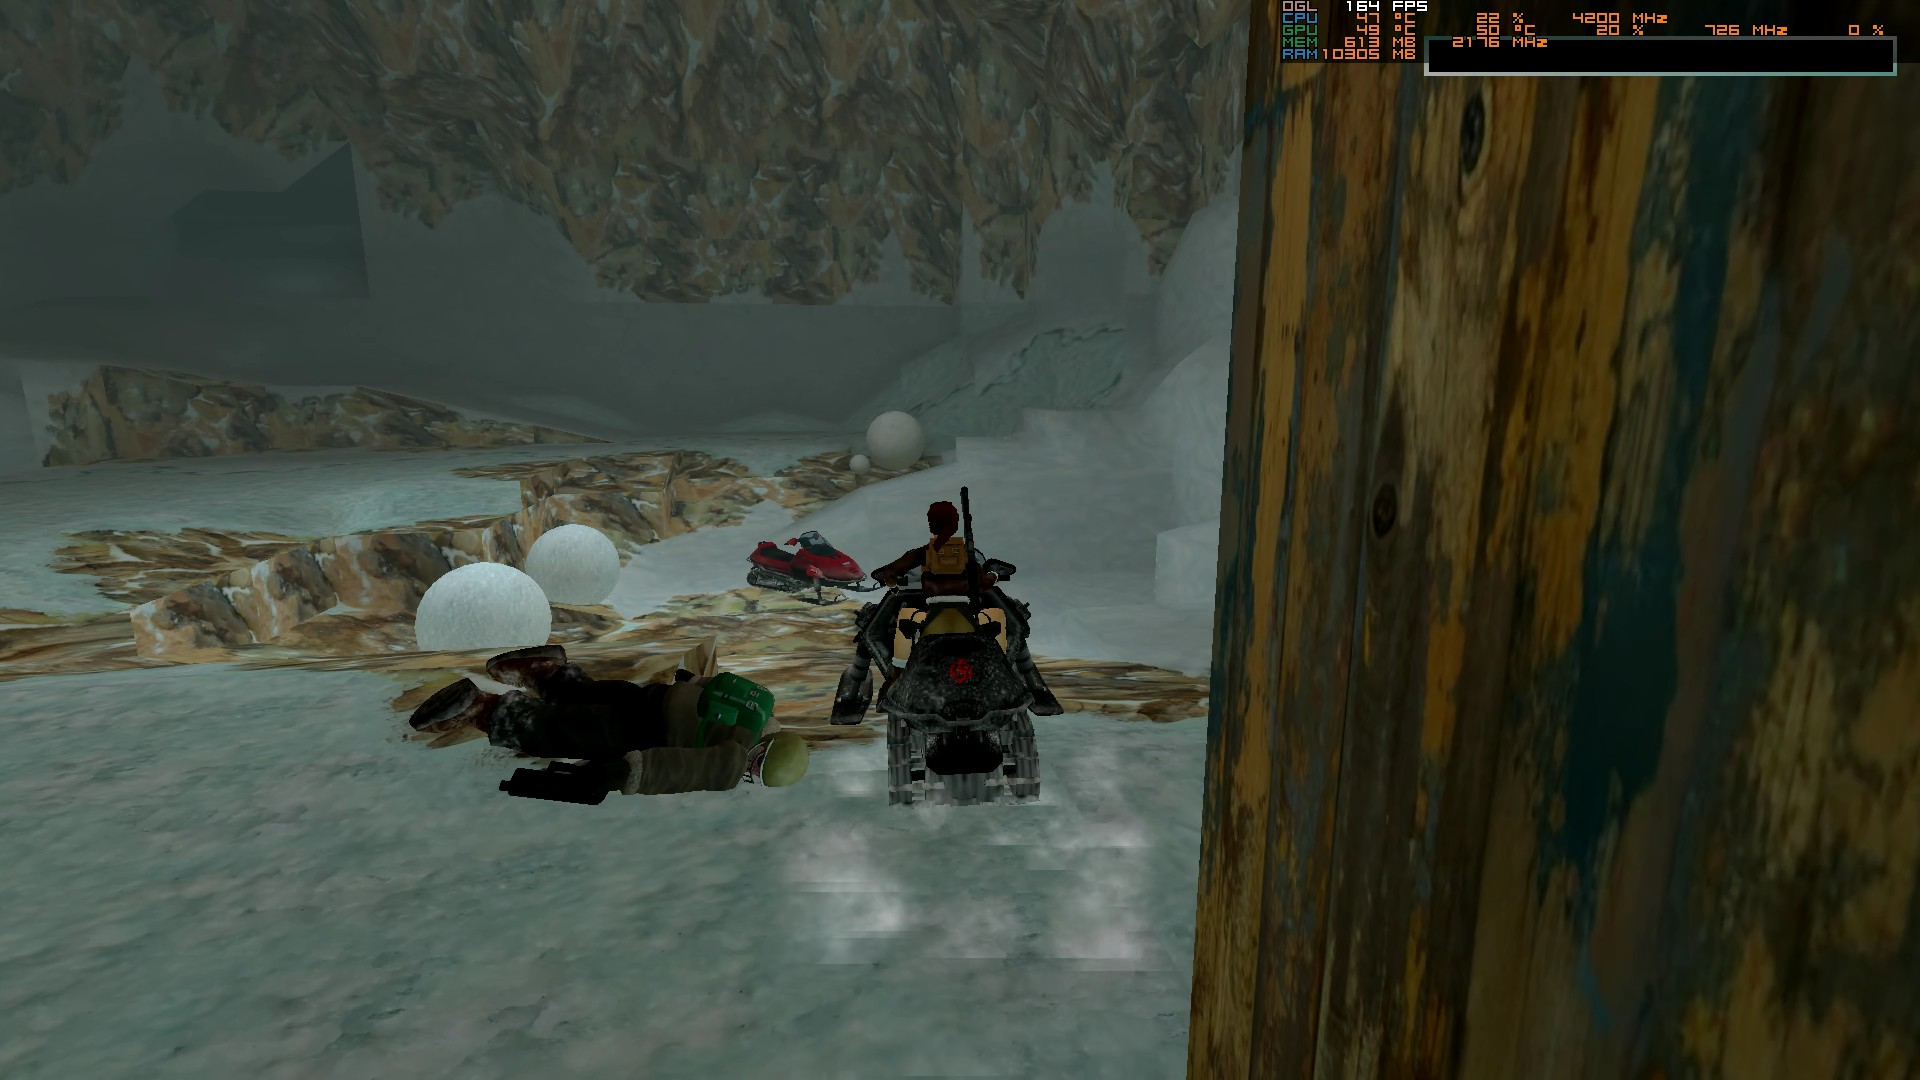 OGL 164 FPS
CPU 47 °C 22 % 4200 MHz
GPU 49 °C 50 °C 20 % 726 MHz 0 %
MEM 613 MB 2176 MHz
RAM 10305 MB